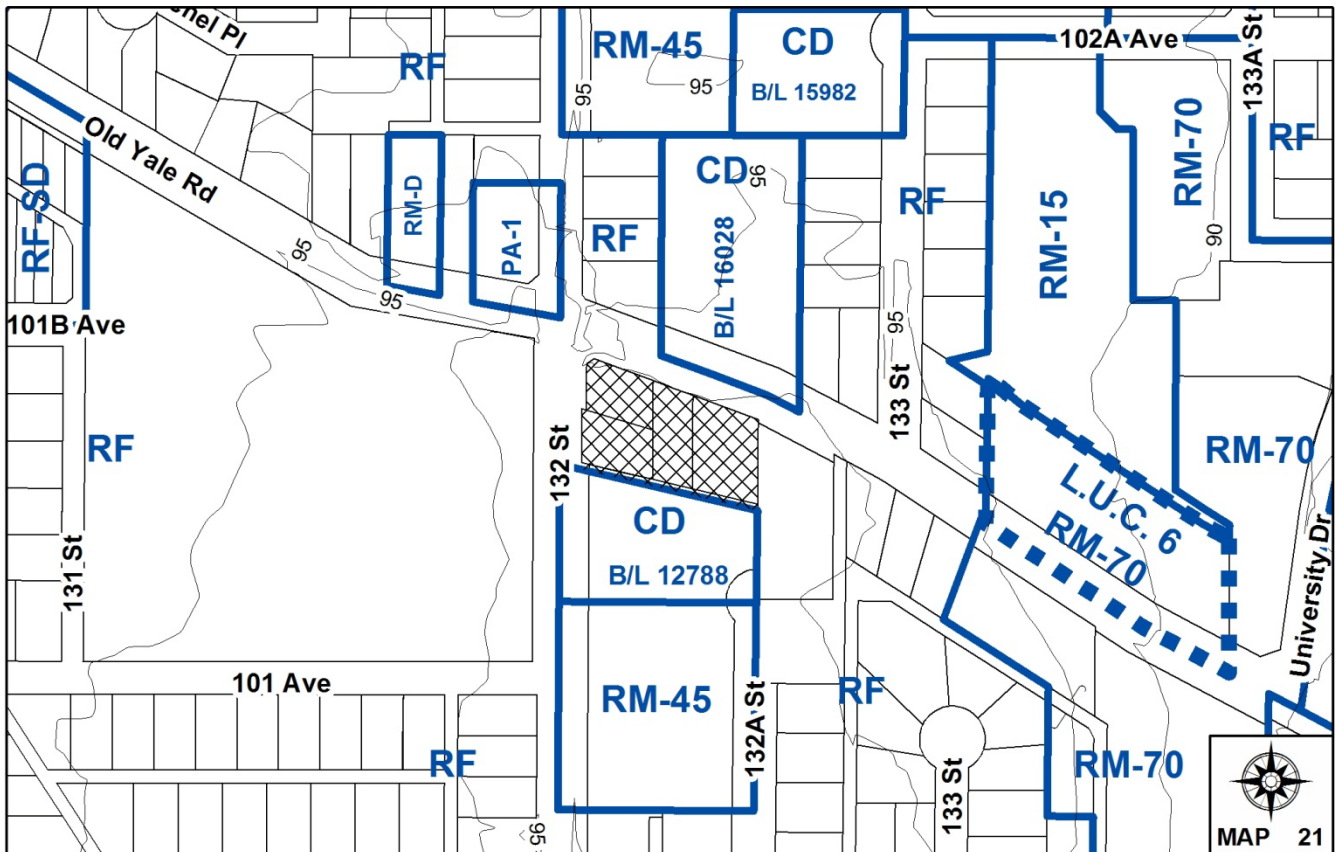 nel Pl
RF
RM-45
95
95
CD
B/L 15982
102A Ave
133A St
RF
RM-70
Old Yale Rd
RF-SD
RM-D
PA-1
RF
CD
95
B/L 16028
RF
RM-15
90
95
95
101B Ave
95
133 St
RF
132 St
RM-70
L.U.C. 6
RM-70
CD
B/L 12788
131 St
University Dr
101 Ave
RM-45
132A St
RF
RF
133 St
RM-70
95
MAP 21